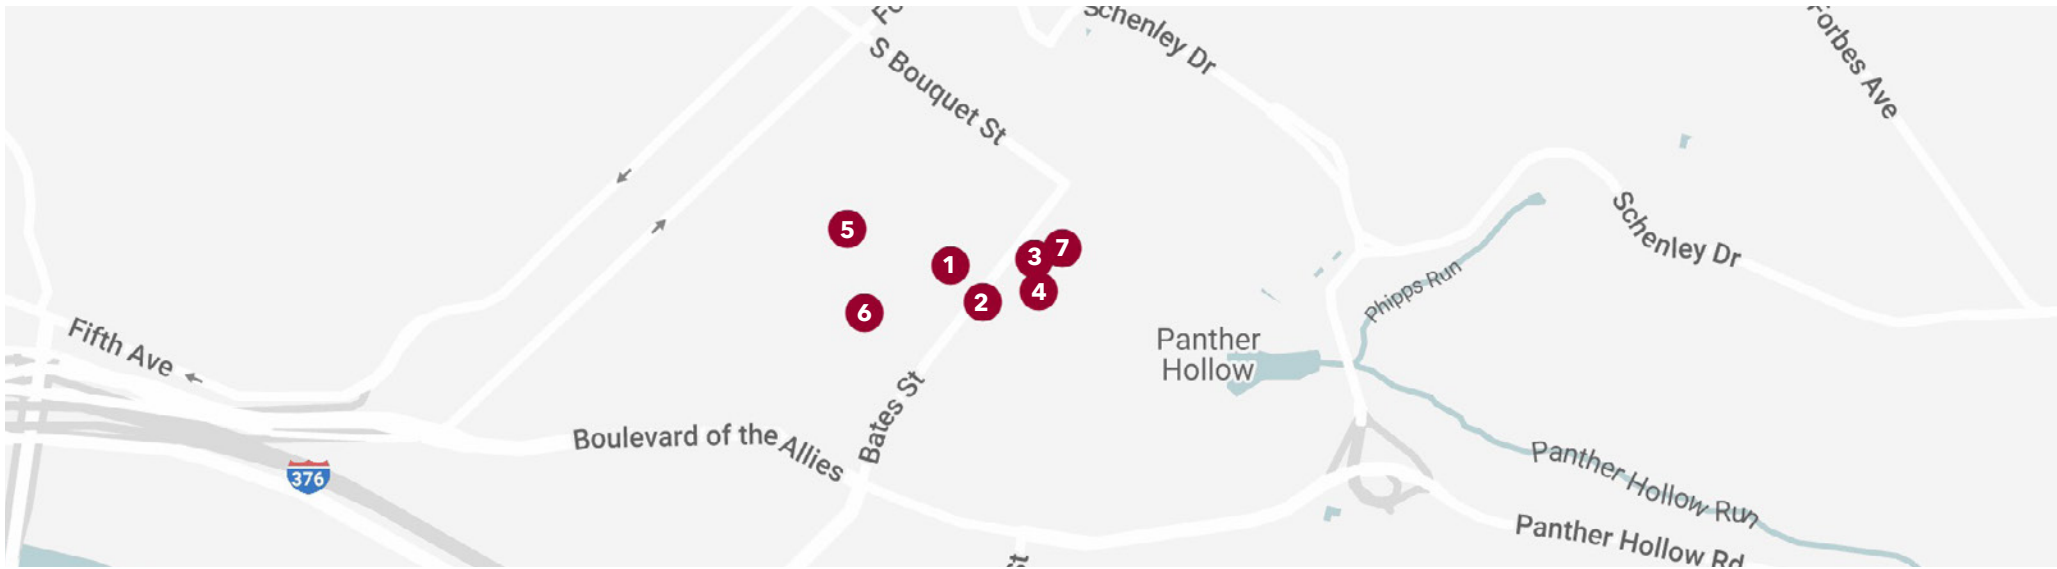 Schenley Dr
Forbes Ave
S Bouquet St
5
1
3
7
2
4
6
Schenley Dr
Phipps Run
Fifth Ave
Panther
Hollow
Bates St
Boulevard of the Allies
376
Panther Hollow Run
Panther Hollow Rd
St